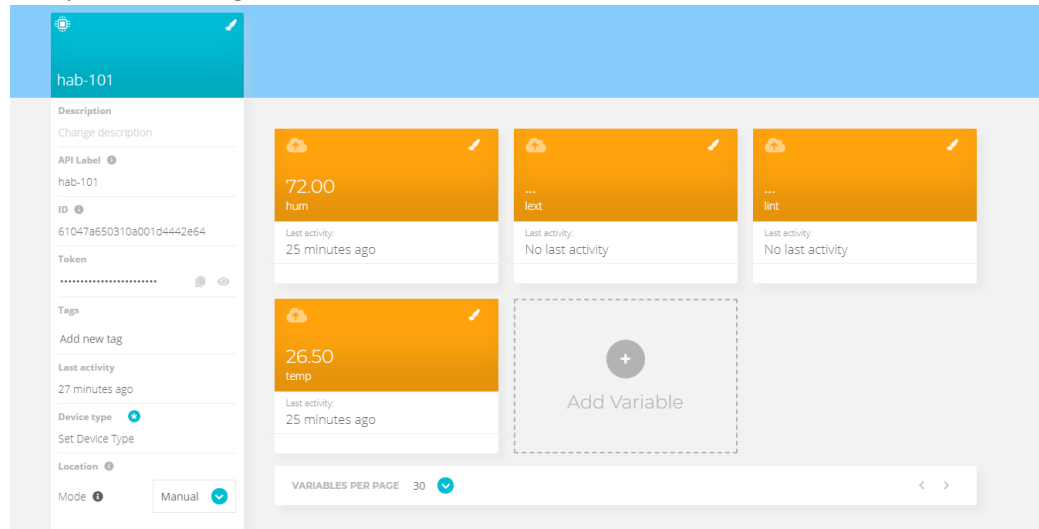 hab-101
Description
Change description
API Label
hab-101
ID
61047a650310a001d4442e64
Token
••••••••••••••••••••••••
Tags
Add new tag
Last activity
27 minutes ago
Device type
Set Device Type
Location
Mode Manual
72.00
hum
Last activity:
25 minutes ago
...
lext
Last activity:
No last activity
...
lint
Last activity:
No last activity
26.50
temp
Last activity:
25 minutes ago
+
Add Variable
VARIABLES PER PAGE 30 < >